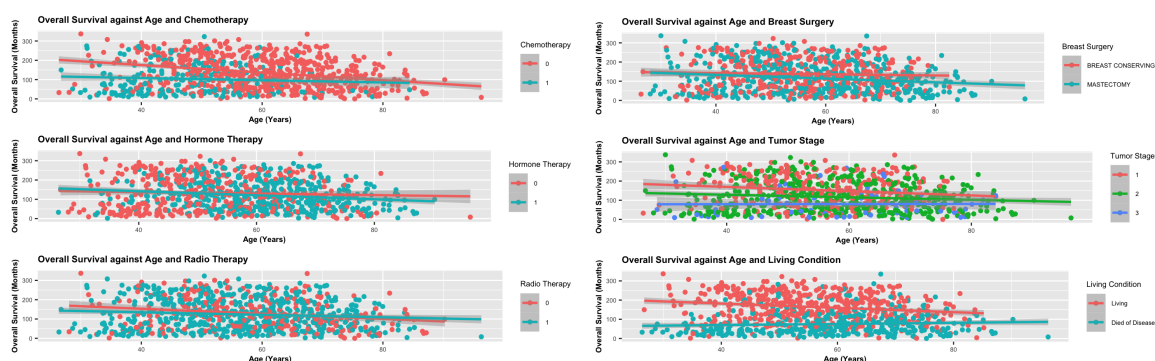 Overall Survival against Age and Chemotherapy
Overall Survival (Months)
300
200
100
0
40
60
80
Age (Years)
Chemotherapy
0
1
Overall Survival against Age and Breast Surgery
Overall Survival (Months)
300
200
100
0
40
60
80
Age (Years)
Breast Surgery
BREAST CONSERVING
MASTECTOMY
Overall Survival against Age and Hormone Therapy
Overall Survival (Months)
300
200
100
0
40
60
80
Age (Years)
Hormone Therapy
0
1
Overall Survival against Age and Tumor Stage
Overall Survival (Months)
300
200
100
0
40
60
80
Age (Years)
Tumor Stage
1
2
3
Overall Survival against Age and Radio Therapy
Overall Survival (Months)
300
200
100
0
40
60
80
Age (Years)
Radio Therapy
0
1
Overall Survival against Age and Living Condition
Overall Survival (Months)
300
200
100
0
40
60
80
Age (Years)
Living Condition
Living
Died of Disease